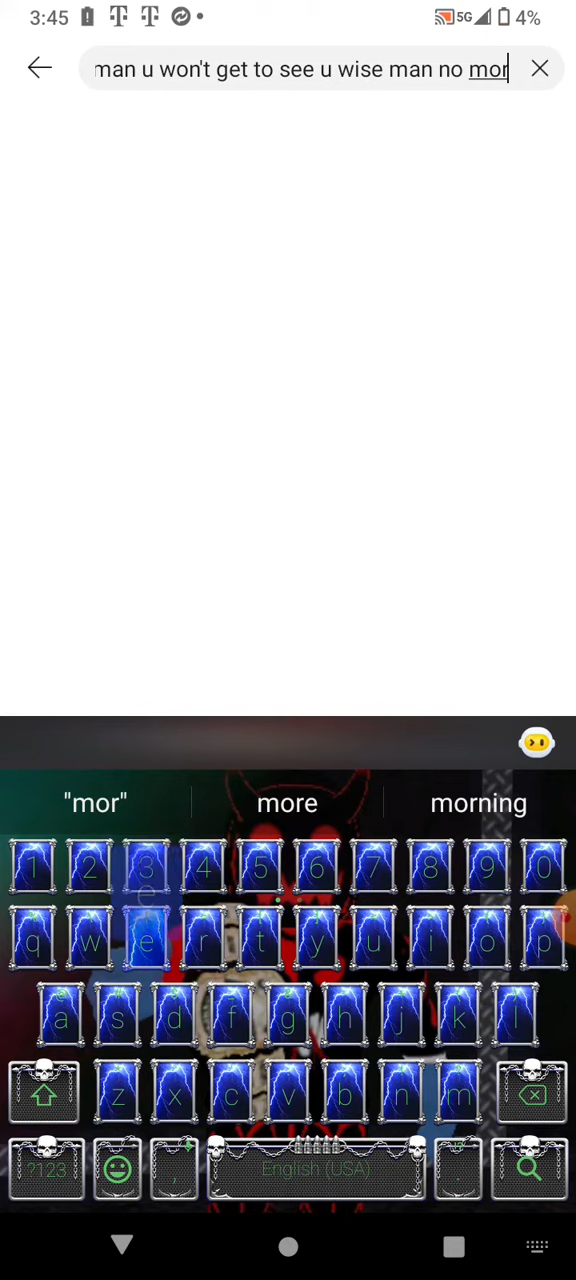 3:45 5G 4%
man u won't get to see u wise man no mor
"mor" more morning
1 2 3 4 5 6 7 8 9 0
e
q w e r t y u i o p
a s d f g h j k l
z x c v b n m
?123 , English (USA) .